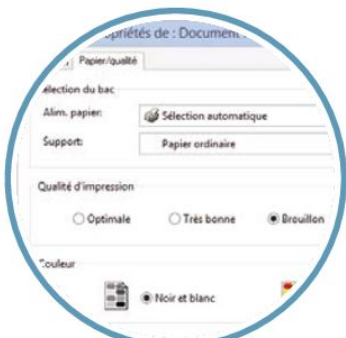 priétés de : Document
Papier/qualité
élection du bac
Alim. papier: Sélection automatique
Support: Papier ordinaire
Qualité d'impression
Optimale Très bonne Brouillon
Couleur
Noir et blanc